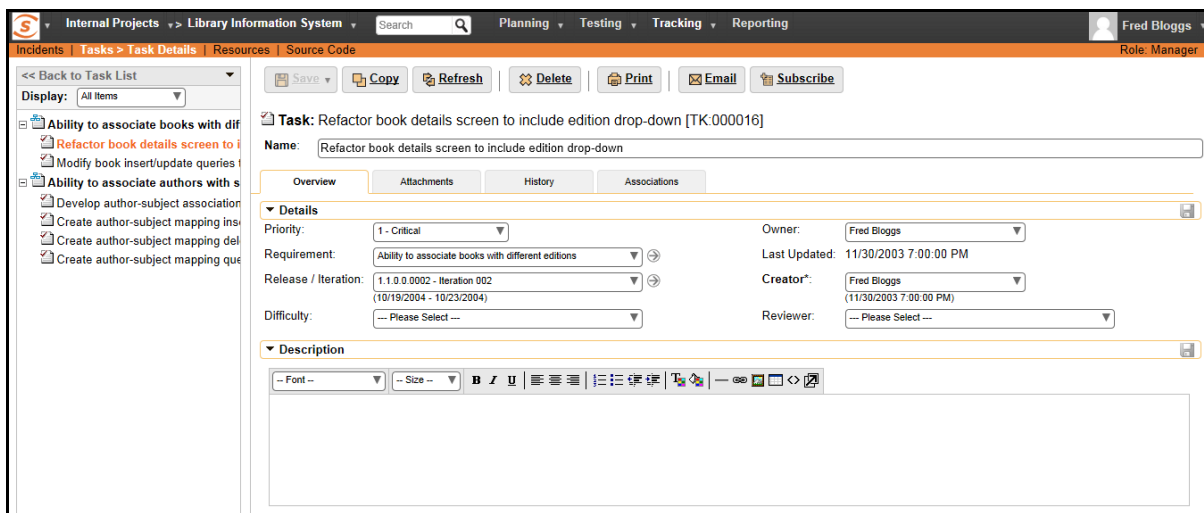 Internal Projects > Library Information System Search Planning Testing Tracking Reporting Fred Bloggs
Incidents | Tasks > Task Details | Resources | Source Code Role: Manager
<< Back to Task List
Display: All Items
Ability to associate books with dif
Refactor book details screen to i
Modify book insert/update queries t
Ability to associate authors with s
Develop author-subject association
Create author-subject mapping ins
Create author-subject mapping del
Create author-subject mapping que
Save Copy Refresh Delete Print Email Subscribe
Task: Refactor book details screen to include edition drop-down [TK:000016]
Name: Refactor book details screen to include edition drop-down
Overview Attachments History Associations
Details
Priority: 1 - Critical Owner: Fred Bloggs
Requirement: Ability to associate books with different editions Last Updated: 11/30/2003 7:00:00 PM
Release / Iteration: 1.1.0.0.0002 - Iteration 002 Creator*: Fred Bloggs
(10/19/2004 - 10/23/2004) (11/30/2003 7:00:00 PM)
Difficulty: --- Please Select --- Reviewer: --- Please Select ---
Description
-- Font -- -- Size -- B I U